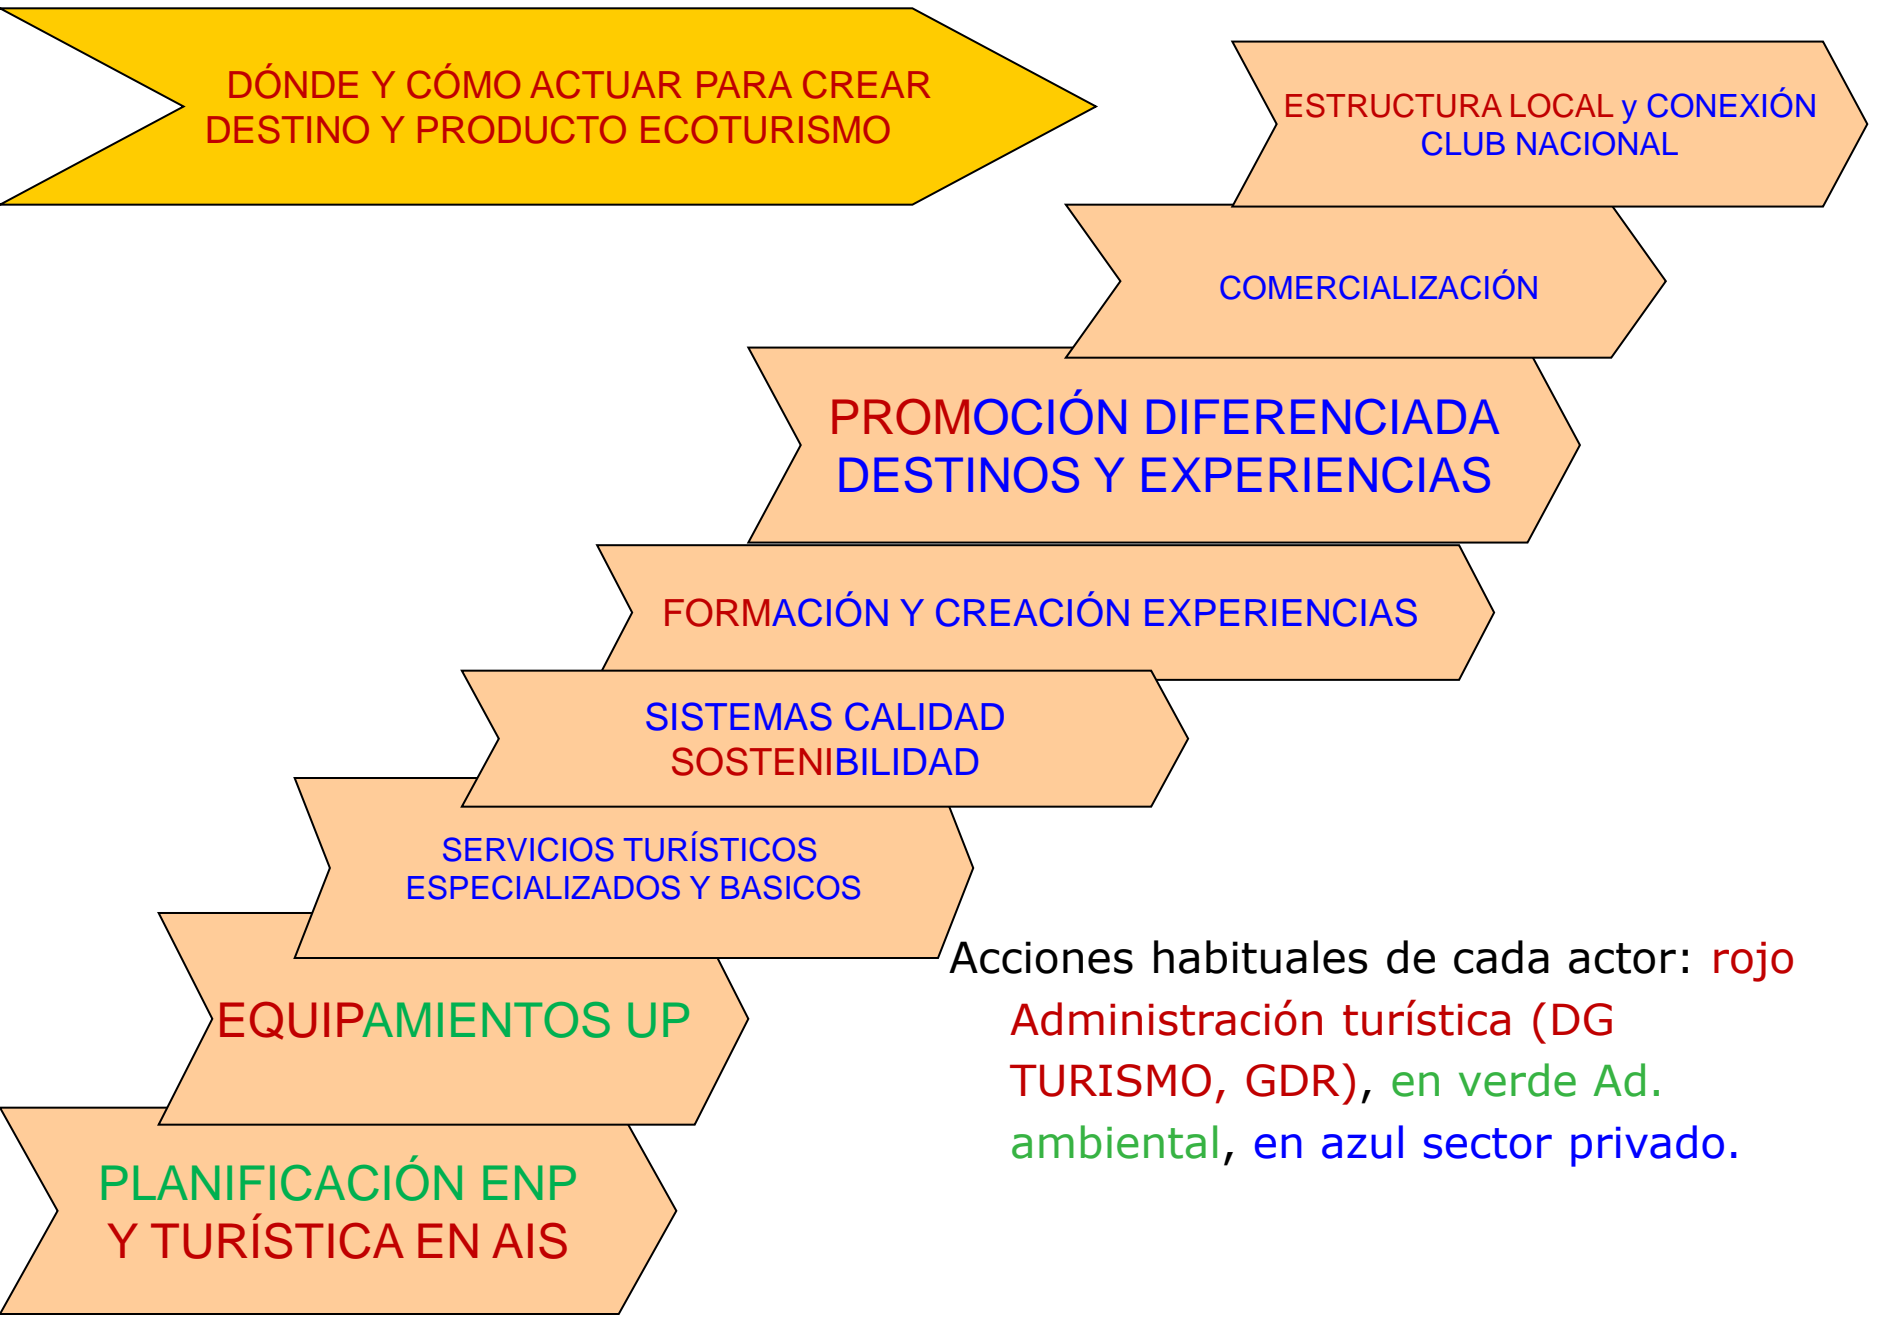 DÓNDE Y CÓMO ACTUAR PARA CREAR
DESTINO Y PRODUCTO ECOTURISMO
ESTRUCTURA LOCAL y CONEXIÓN
CLUB NACIONAL
COMERCIALIZACIÓN
PROMOCIÓN DIFERENCIADA
DESTINOS Y EXPERIENCIAS
FORMACIÓN Y CREACIÓN EXPERIENCIAS
SISTEMAS CALIDAD
SOSTENIBILIDAD
SERVICIOS TURÍSTICOS
ESPECIALIZADOS Y BASICOS
EQUIPAMIENTOS UP
PLANIFICACIÓN ENP
Y TURÍSTICA EN AIS
Acciones habituales de cada actor: rojo
Administración turística (DG
TURISMO, GDR), en verde Ad.
ambiental, en azul sector privado.